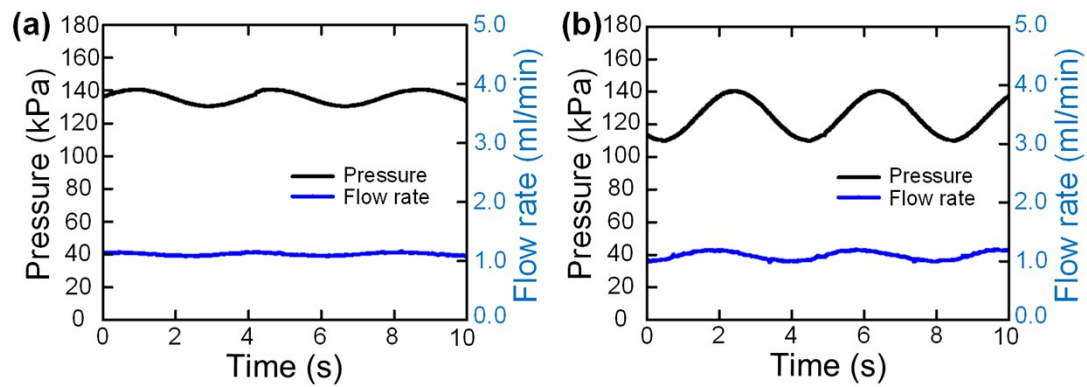 (a)
Pressure (kPa)
180
160
140
120
100
80
60
40
20
0
Pressure
Flow rate
5.0
4.0
3.0
2.0
1.0
0.0
Flow rate (ml/min)
0 2 4 6 8 10
Time (s)
(b)
Pressure (kPa)
180
160
140
120
100
80
60
40
20
0
Pressure
Flow rate
5.0
4.0
3.0
2.0
1.0
0.0
Flow rate (ml/min)
0 2 4 6 8 10
Time (s)